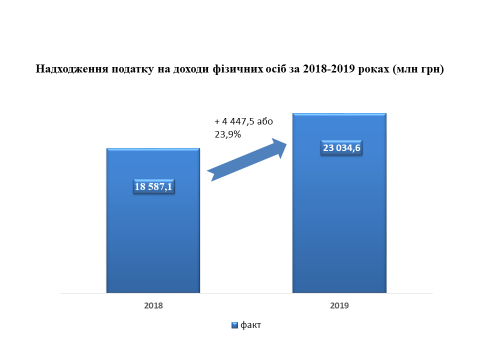 Надходження податку на доходи фізичних осіб за 2018-2019 роках (млн грн)
+ 4 447,5 або
23,9%
18 587,1
23 034,6
2018
2019
факт